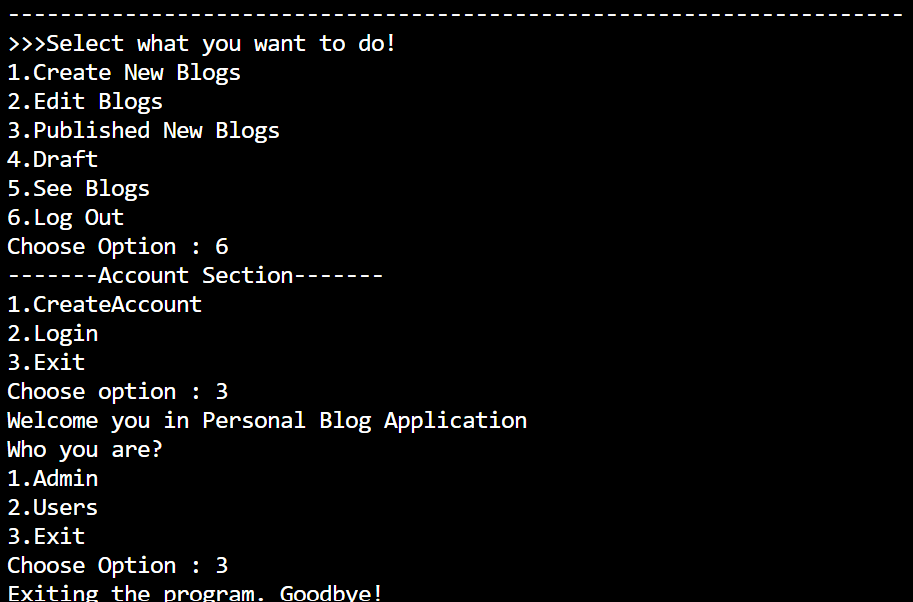 ---------------------------------------------------------------------
>>>Select what you want to do!
1.Create New Blogs
2.Edit Blogs
3.Published New Blogs
4.Draft
5.See Blogs
6.Log Out
Choose Option : 6
-------Account Section-------
1.CreateAccount
2.Login
3.Exit
Choose option : 3
Welcome you in Personal Blog Application
Who you are?
1.Admin
2.Users
3.Exit
Choose Option : 3
Exiting the program. Goodbye!